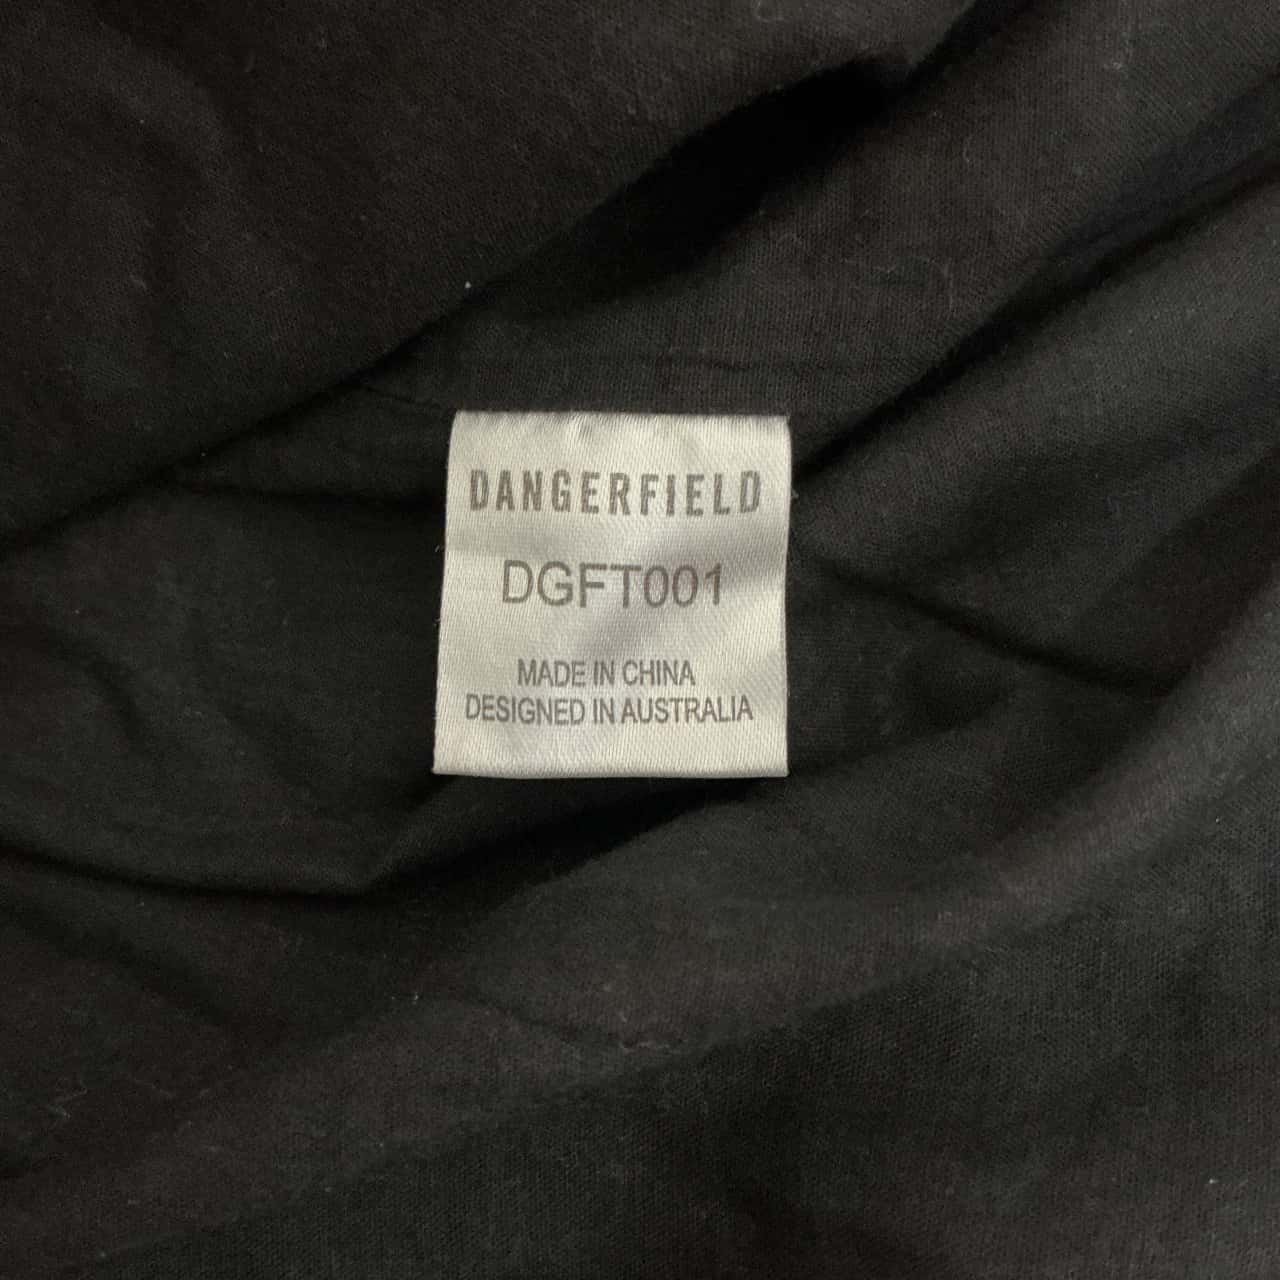 DANGERFIELD
DGFT001
MADE IN CHINA
DESIGNED IN AUSTRALIA